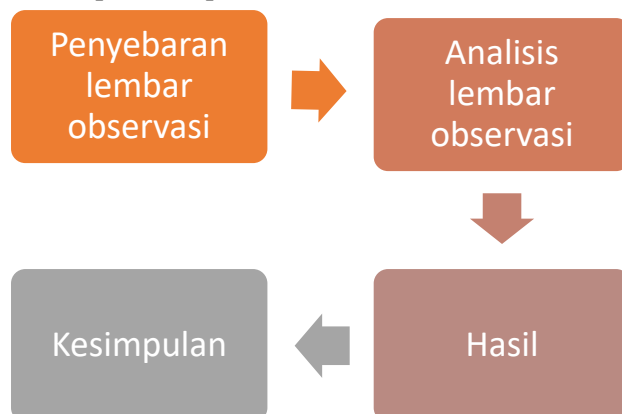 Penyebaran
lembar
observasi
Analisis
lembar
observasi
Hasil
Kesimpulan